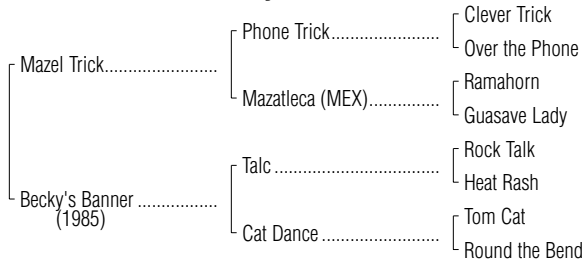 Clever Trick
Phone Trick
Over the Phone
Mazel Trick
Ramahorn
Mazatleca (MEX)
Guasave Lady
Rock Talk
Talc
Heat Rash
Becky's Banner
(1985)
Tom Cat
Cat Dance
Round the Bend